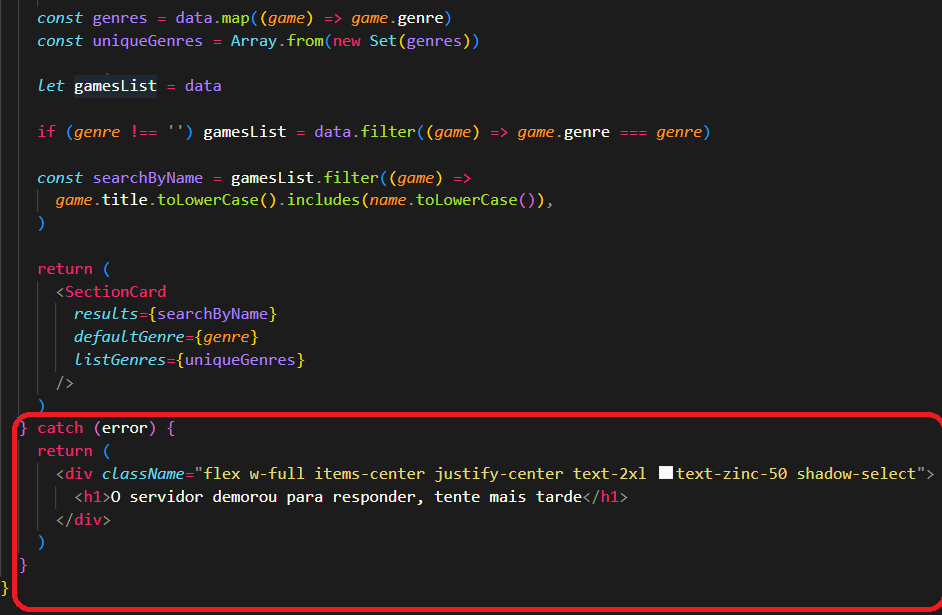 const genres = data.map((game) => game.genre)
const uniqueGenres = Array.from(new Set(genres))
let gamesList = data
if (genre !== '') gamesList = data.filter((game) => game.genre === genre)
const searchByName = gamesList.filter((game) =>
game.title.toLowerCase().includes(name.toLowerCase()),
)
return (
<SectionCard
results={searchByName}
defaultGenre={genre}
listGenres={uniqueGenres}
/>
)
} catch (error) {
return (
<div className="flex w-full items-center justify-center text-2xl text-zinc-50 shadow-select">
<h1>O servidor demorou para responder, tente mais tarde</h1>
</div>
)
}
}